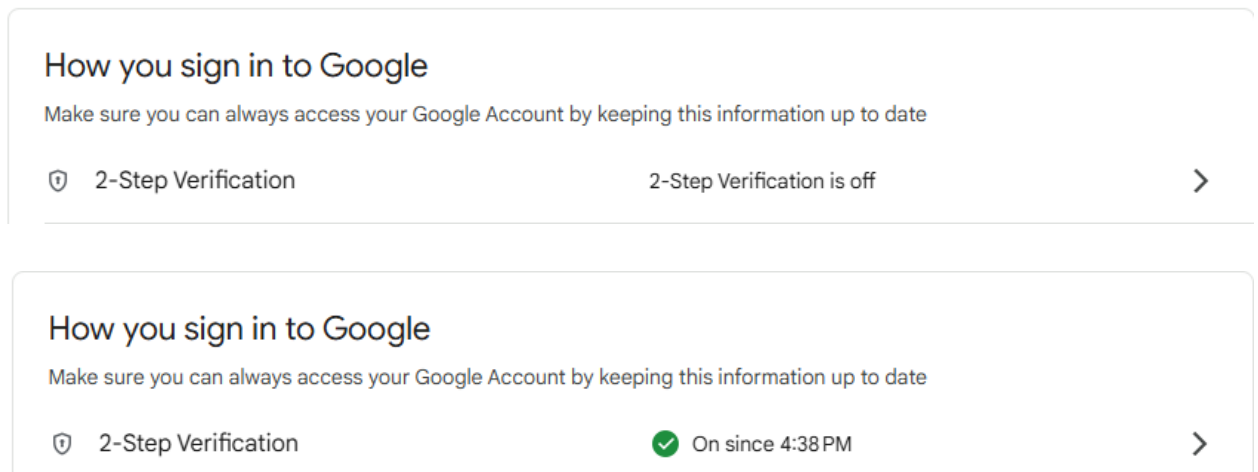 How you sign in to Google
Make sure you can always access your Google Account by keeping this information up to date
2-Step Verification 2-Step Verification is off
How you sign in to Google
Make sure you can always access your Google Account by keeping this information up to date
2-Step Verification On since 4:38 PM